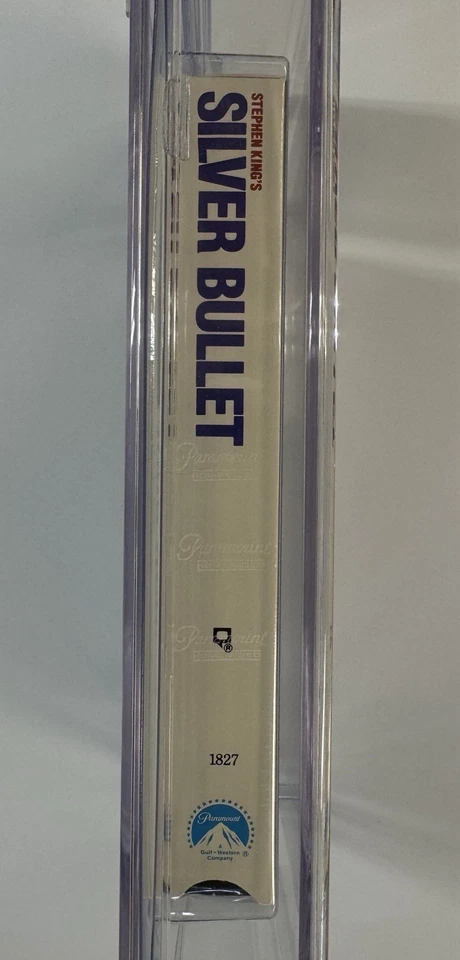 STEPHEN KING'S
SILVER BULLET
Paramount
Paramount
Paramount
®
1827
Paramount
A
Gulf+Western
Company ®